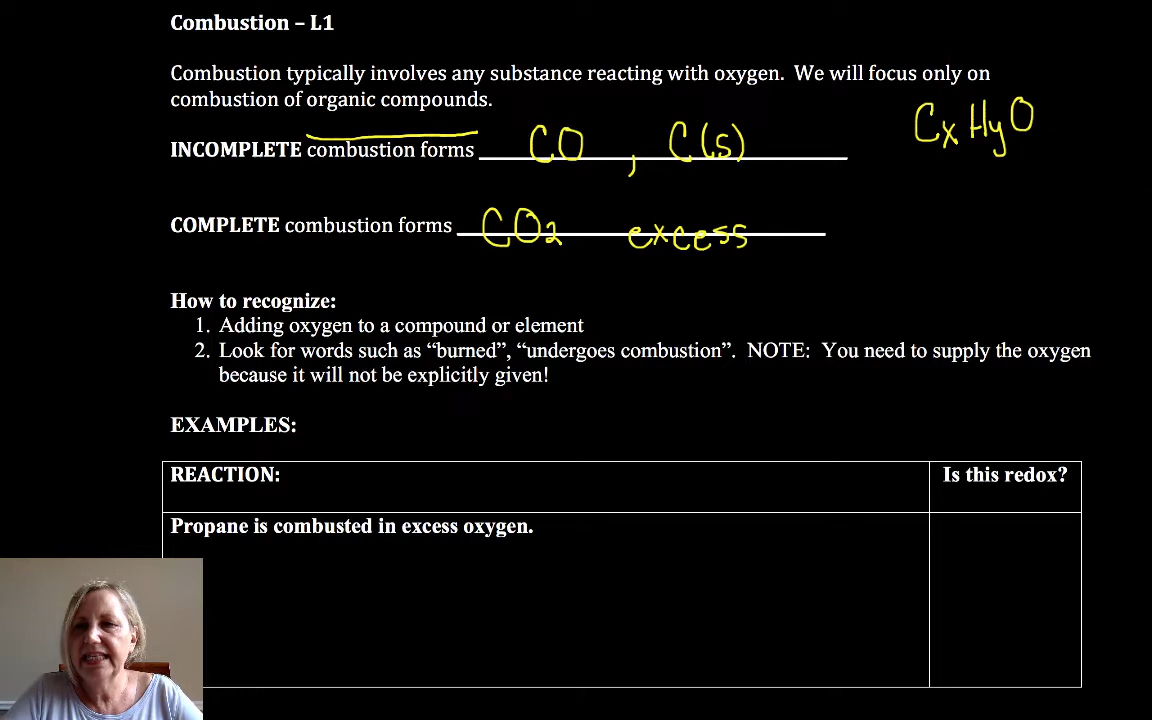 Combustion – L1
Combustion typically involves any substance reacting with oxygen. We will focus only on
combustion of organic compounds.
CxHyO
INCOMPLETE combustion forms CO , C(s)
COMPLETE combustion forms CO2 excess
How to recognize:
1. Adding oxygen to a compound or element
2. Look for words such as “burned”, “undergoes combustion”. NOTE: You need to supply the oxygen
because it will not be explicitly given!
EXAMPLES:
REACTION: Is this redox?
Propane is combusted in excess oxygen.